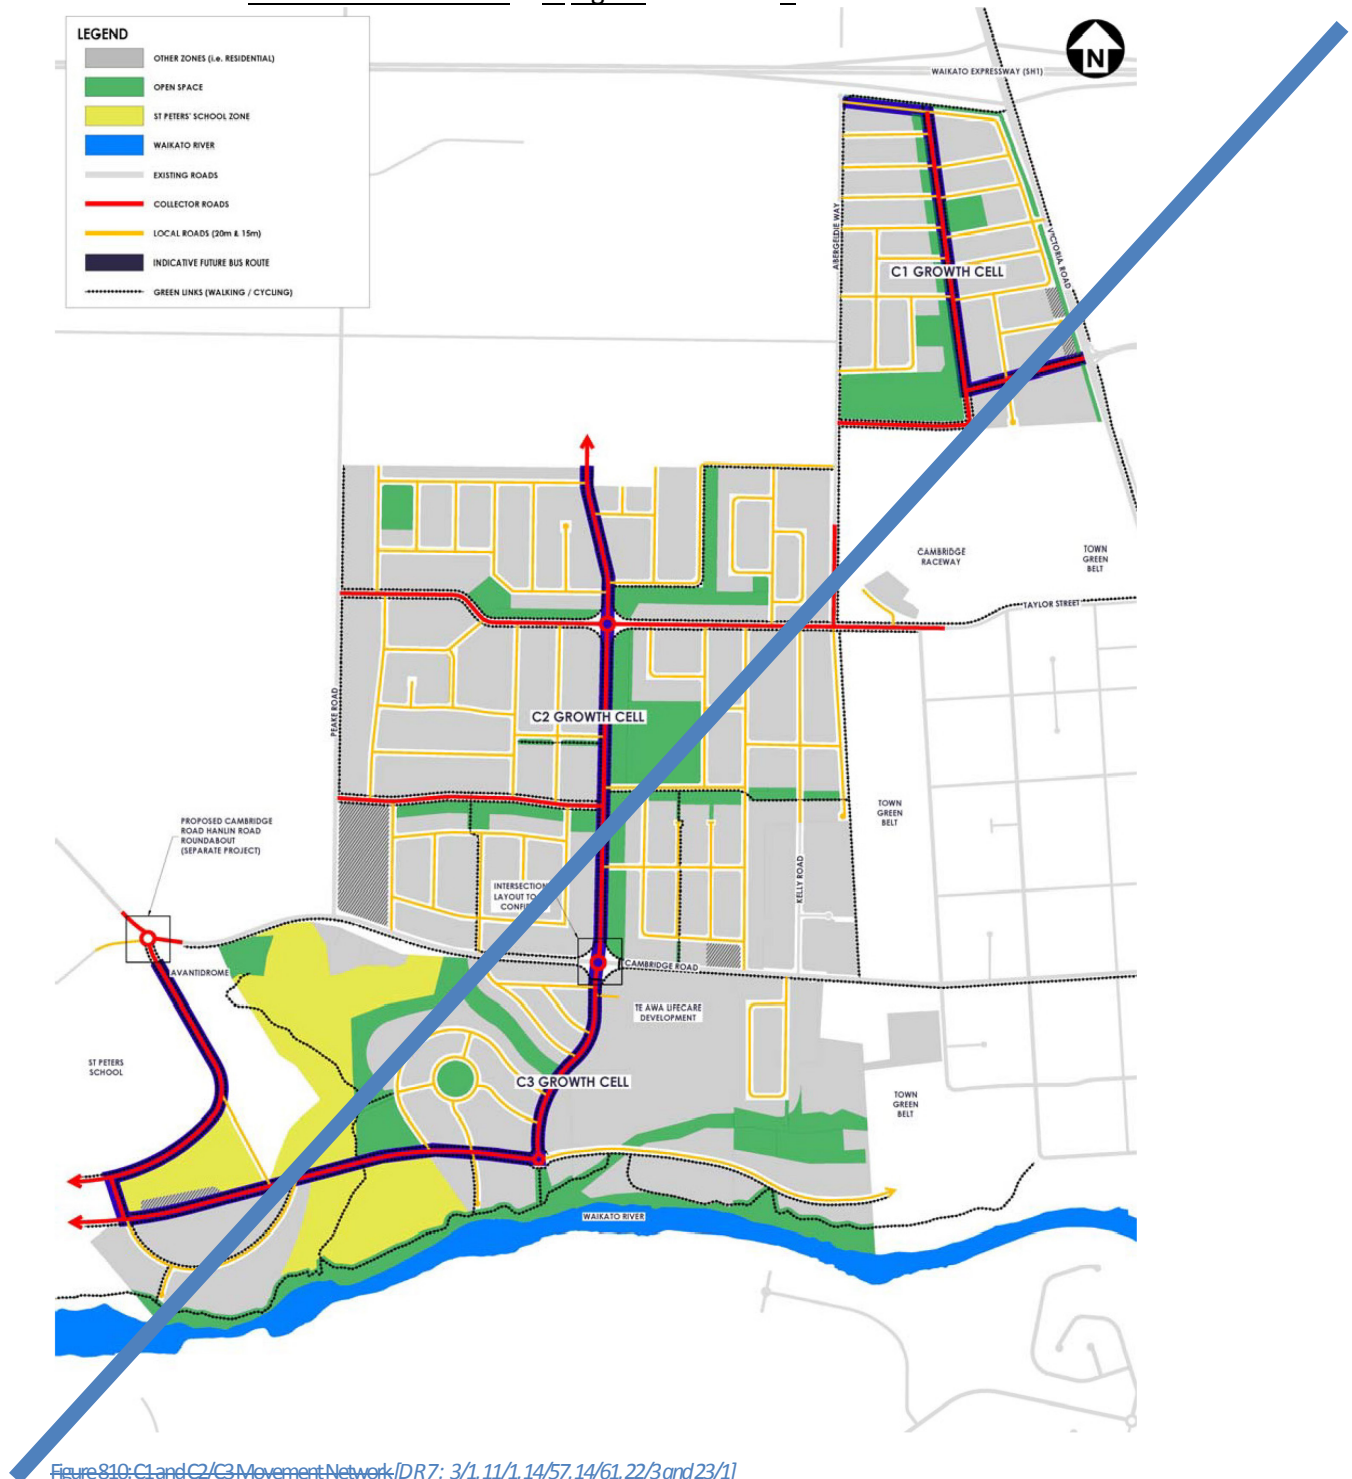 LEGEND
OTHER ZONES (i.e. RESIDENTIAL)
OPEN SPACE
ST PETERS' SCHOOL ZONE
WAIKATO RIVER
EXISTING ROADS
COLLECTOR ROADS
LOCAL ROADS (20m & 15m)
INDICATIVE FUTURE BUS ROUTE
GREEN LINKS (WALKING / CYCLING)
N
WAIKATO EXPRESSWAY (SH1)
ABERGELDIE WAY
VICTORIA ROAD
C1 GROWTH CELL
CAMBRIDGE
RACEWAY
TOWN
GREEN
BELT
TAYLOR STREET
PEAKE ROAD
C2 GROWTH CELL
TOWN
GREEN
BELT
PROPOSED CAMBRIDGE
ROAD HANLIN ROAD
ROUNDABOUT
(SEPARATE PROJECT)
KELLY ROAD
INTERSECTION
LAYOUT
CAMBRIDGE ROAD
AVANTIDROME
TE AWA LIFECARE
DEVELOPMENT
ST PETERS
SCHOOL
C3 GROWTH CELL
TOWN
GREEN
BELT
WAIKATO RIVER
Figure 810: C1 and C2/C3 Movement Network [DR7: 3/1.11/1.14/57.14/61.22/3 and 23/1]